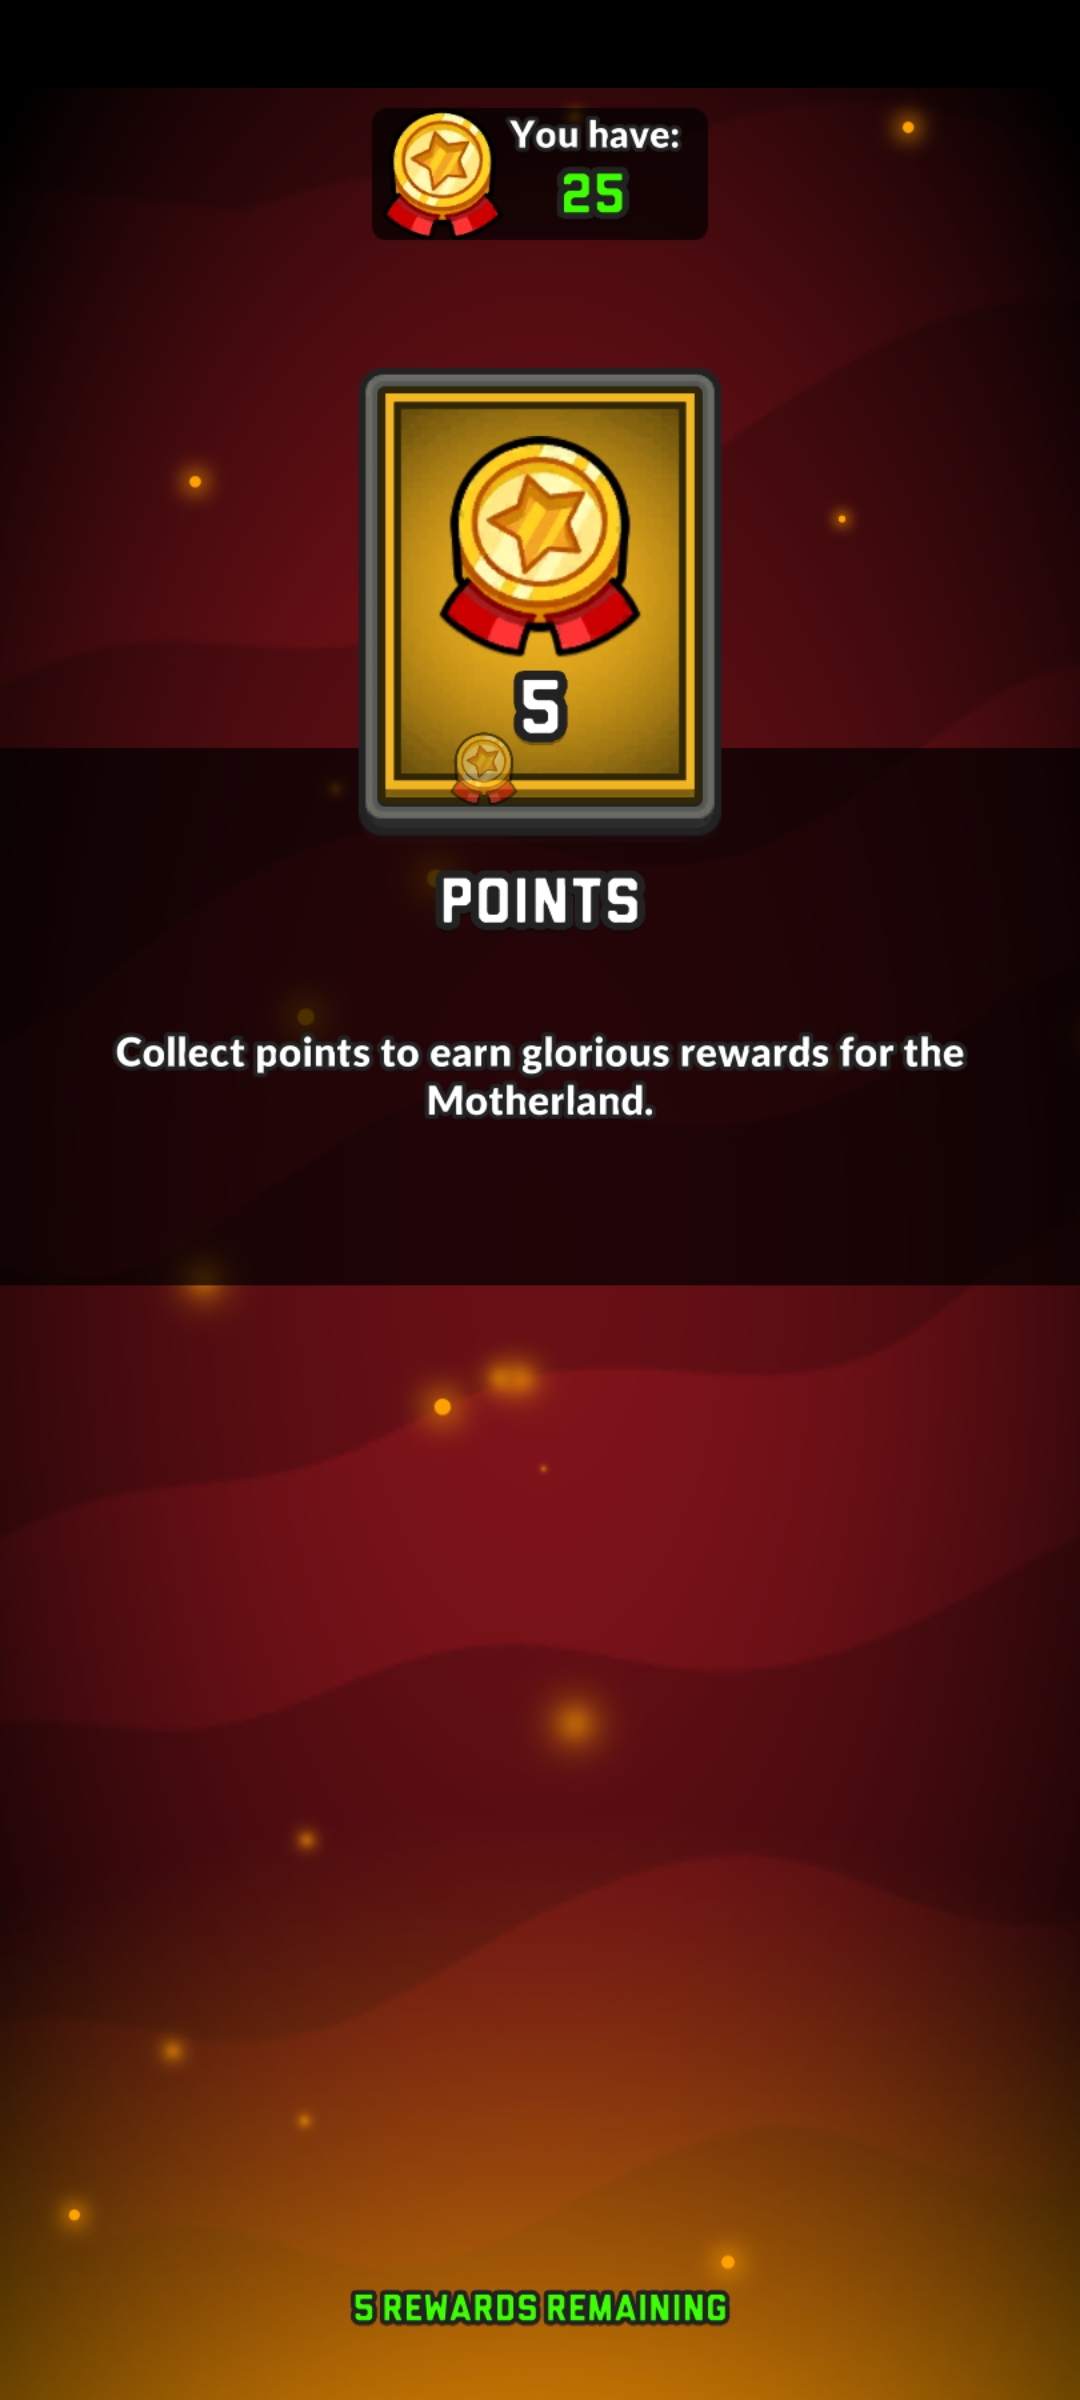 You have:
25
5
POINTS
Collect points to earn glorious rewards for the
Motherland.
5 REWARDS REMAINING